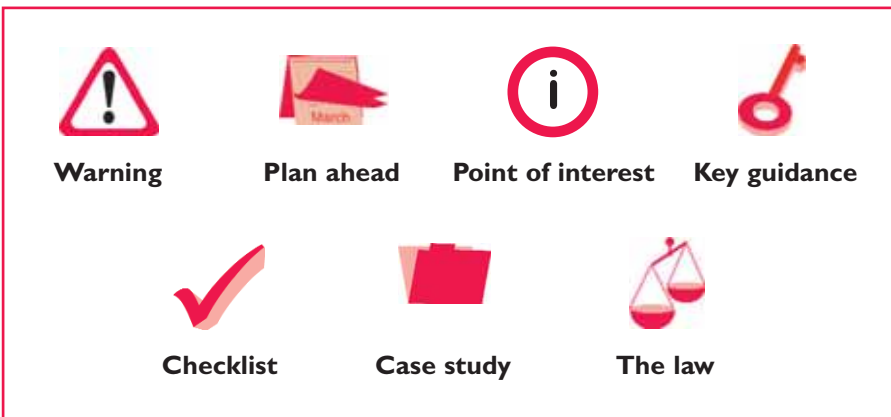 !
March
i
Warning Plan ahead Point of interest Key guidance
Checklist Case study The law